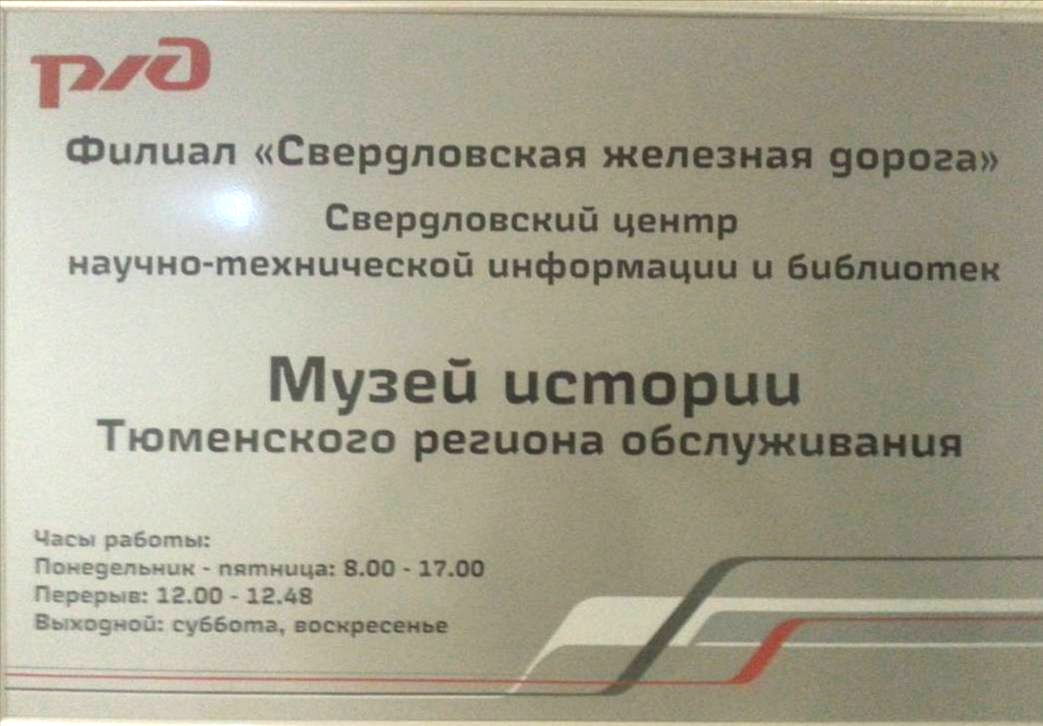 ржд
Филиал «Свердловская железная дорога»
Свердловский центр
научно-технической информации и библиотек
Музей истории
Тюменского региона обслуживания
Часы работы:
Понедельник - пятница: 8.00 - 17.00
Перерыв: 12.00 - 12.48
Выходной: суббота, воскресенье